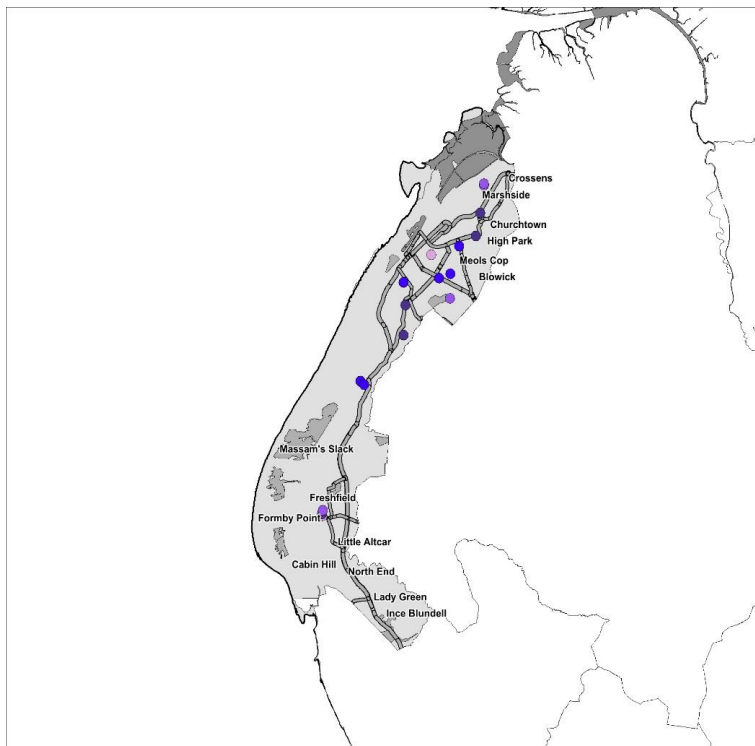 Crossens
Marshside
Churchtown
High Park
Meols Cop
Blowick
Massam's Slack
Freshfield
Formby Point
Little Altcar
Cabin Hill
North End
Lady Green
Ince Blundell